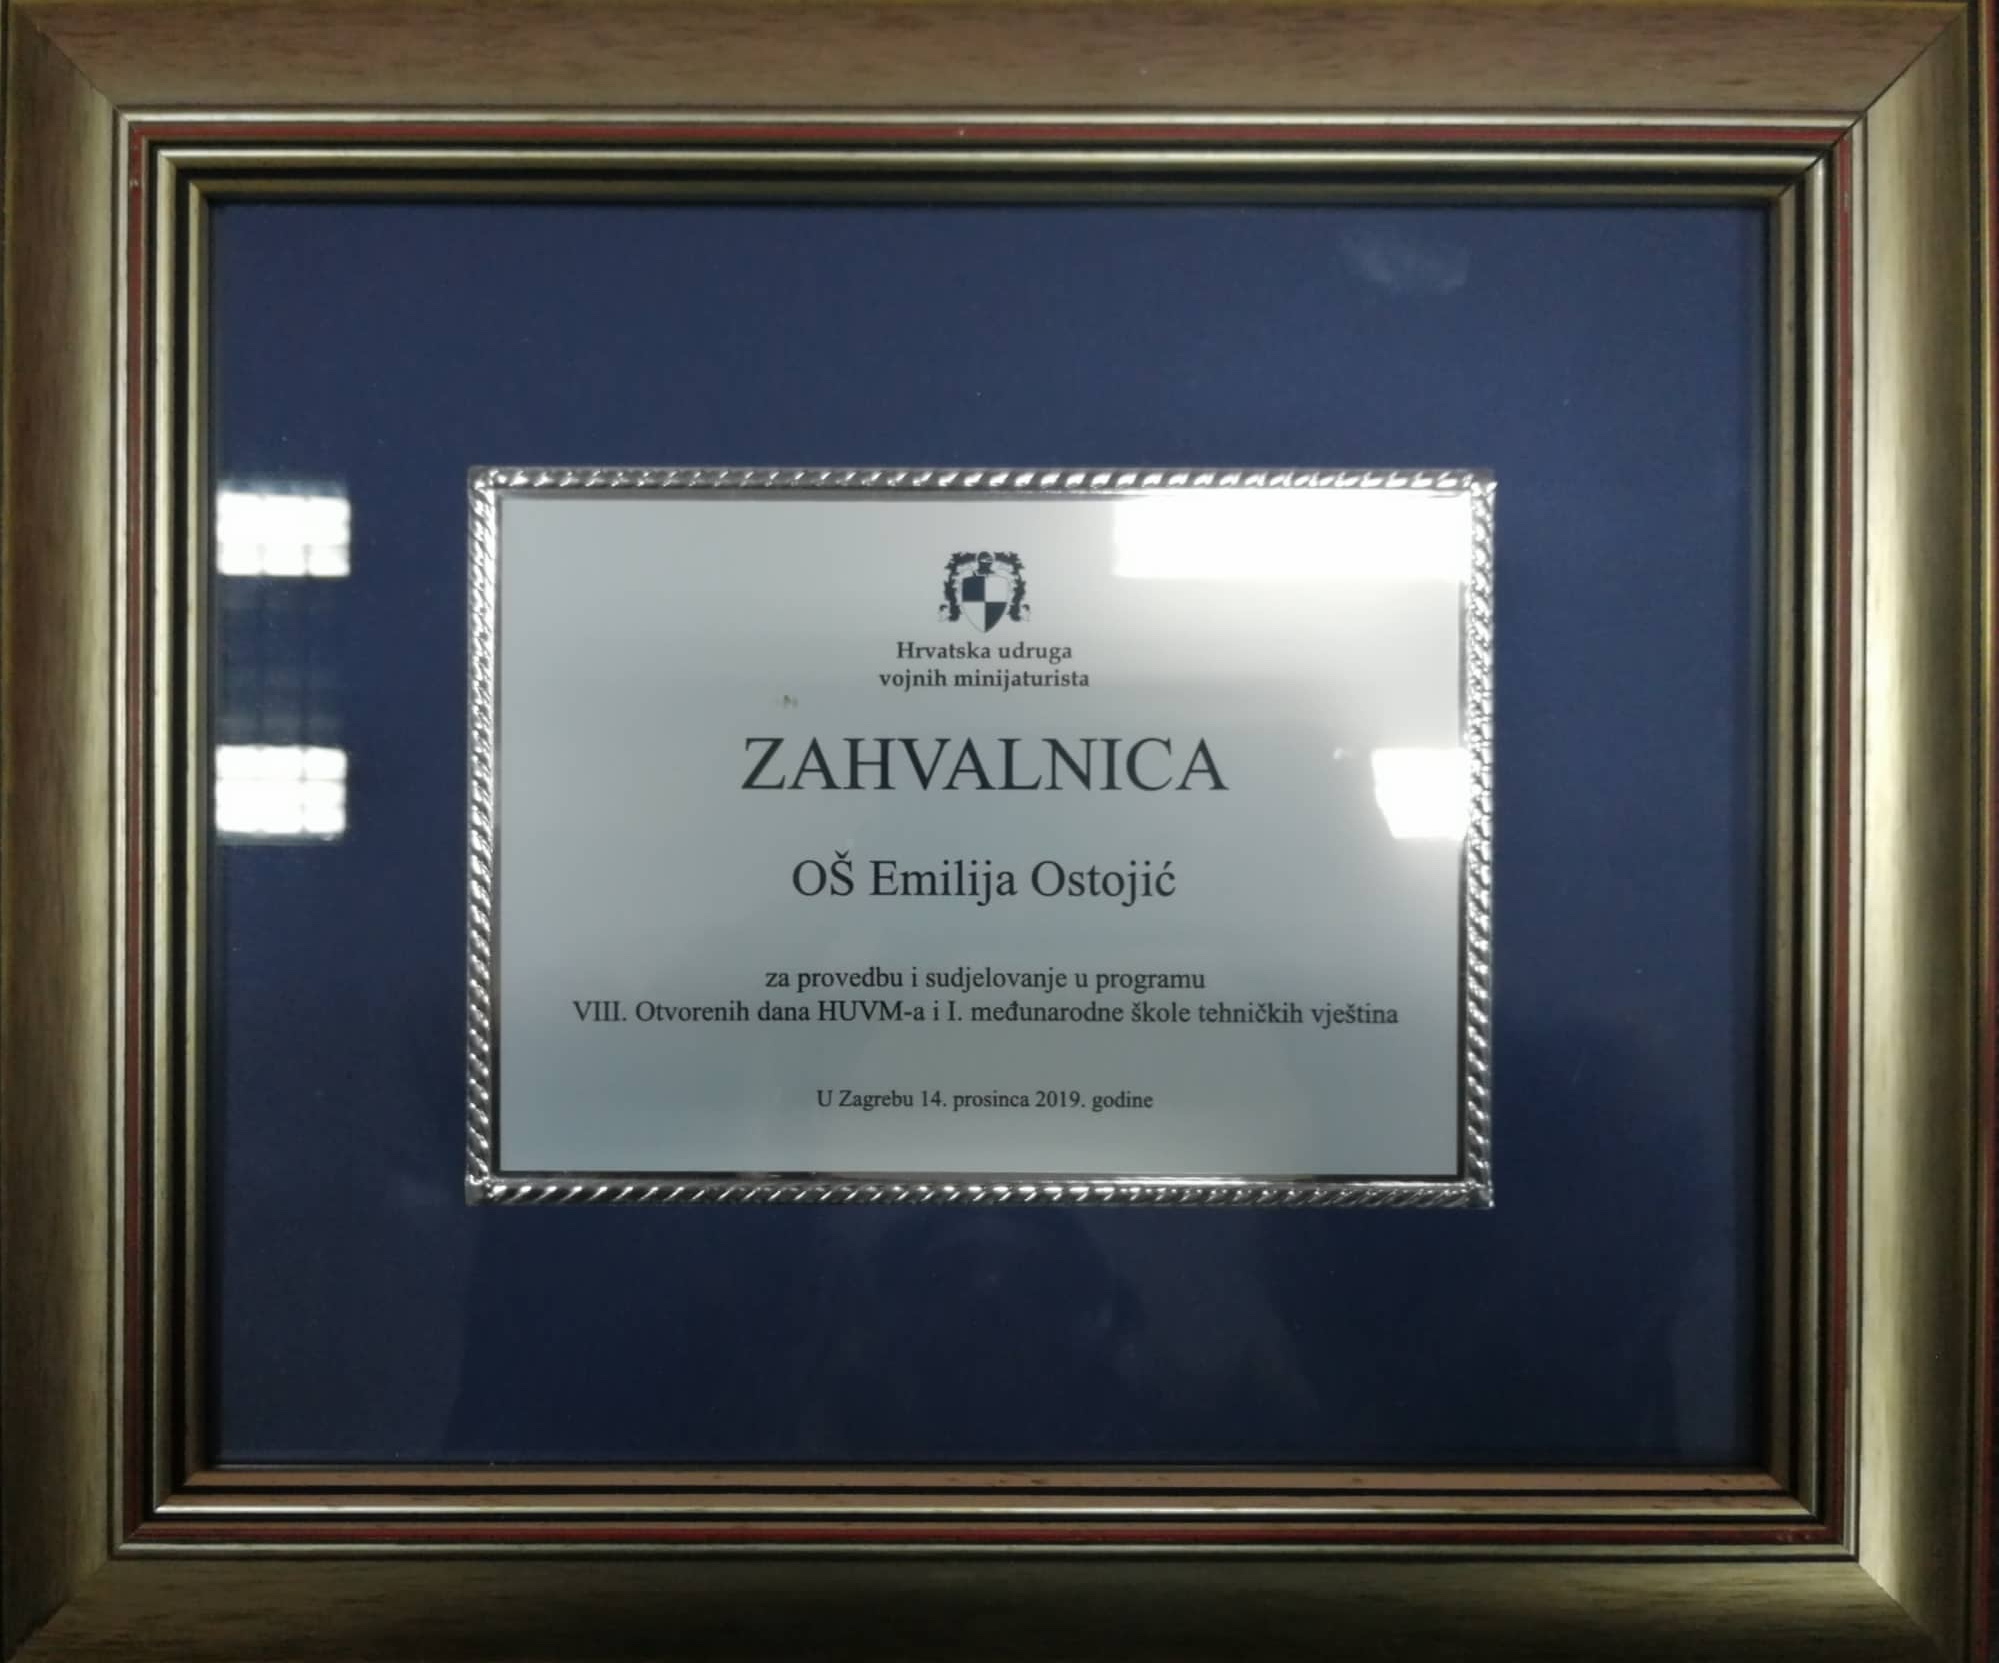 Hrvatska udruga
vojnih minijaturista
ZAHVALNICA
OŠ Emilija Ostojić
za provedbu i sudjelovanje u programu
VIII. Otvorenih dana HUVM-a i I. međunarodne škole tehničkih vještina
U Zagrebu 14. prosinca 2019. godine